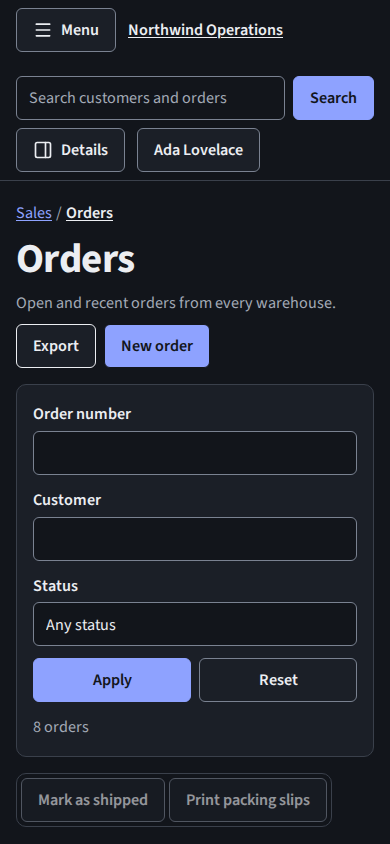 Menu Northwind Operations
Search customers and orders Search
Details Ada Lovelace
Sales / Orders
Orders
Open and recent orders from every warehouse.
Export New order
Order number
Customer
Status
Any status
Apply Reset
8 orders
Mark as shipped Print packing slips